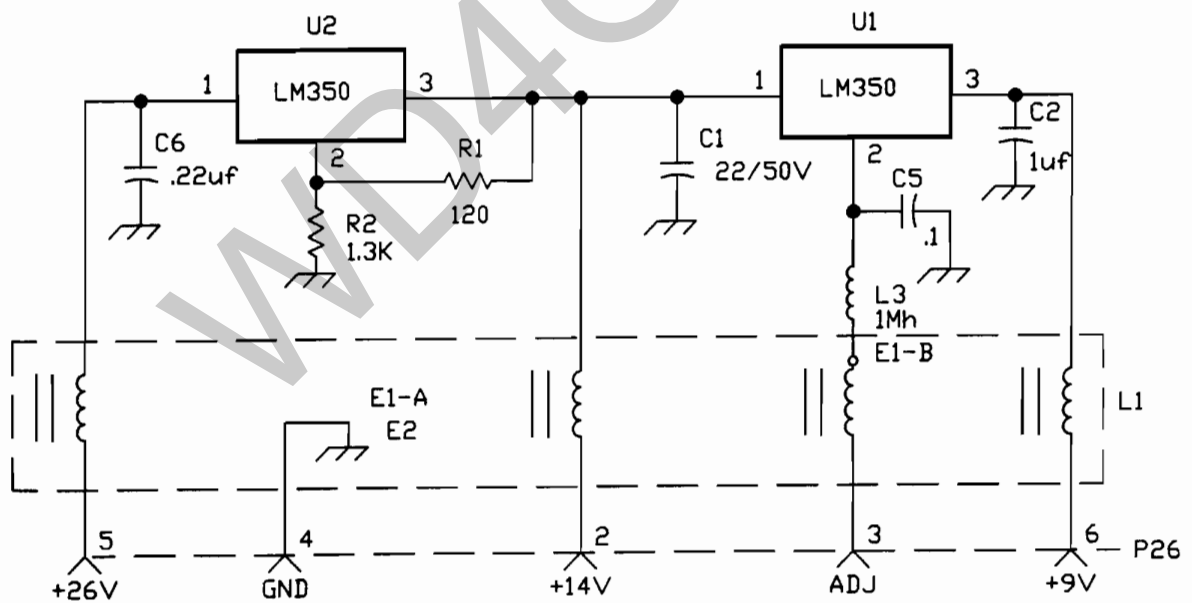 U2
U1
1
LM350
3
1
LM350
3
C6
.22uf
2
R1
120
R2
1.3K
C1
22/50V
2
C5
.1
C2
1uf
L3
1Mh
E1-B
E1-A
E2
L1
5
4
2
3
6
P26
+26V
GND
+14V
ADJ
+9V